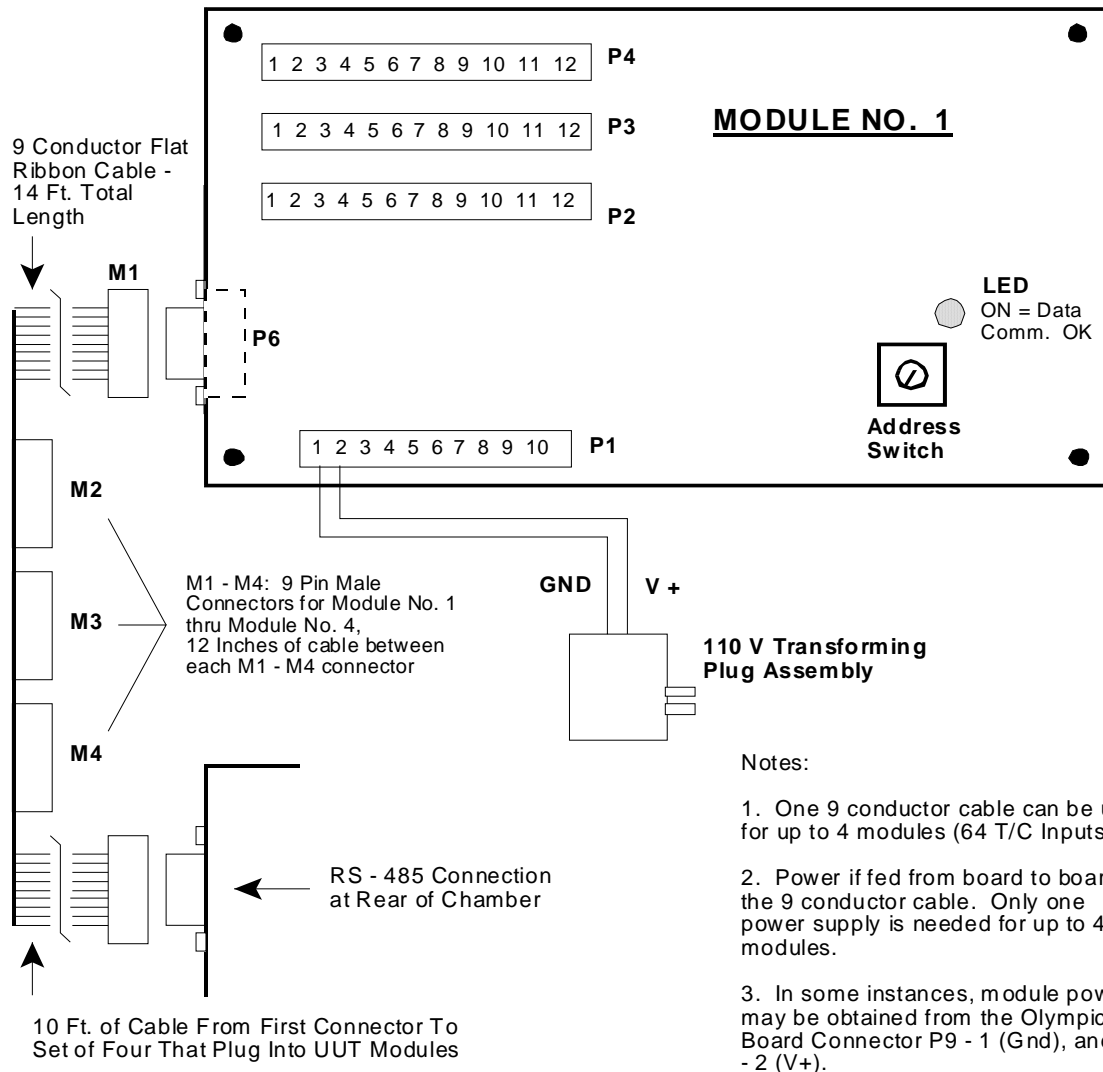 1 2 3 4 5 6 7 8 9 10 11 12 P4
1 2 3 4 5 6 7 8 9 10 11 12 P3
1 2 3 4 5 6 7 8 9 10 11 12 P2
MODULE NO. 1
9 Conductor Flat
Ribbon Cable -
14 Ft. Total
Length
M1
P6
LED
ON = Data
Comm. OK
Address
Switch
1 2 3 4 5 6 7 8 9 10 P1
M2
M3
M4
M1 - M4: 9 Pin Male
Connectors for Module No. 1
thru Module No. 4,
12 Inches of cable between
each M1 - M4 connector
GND V +
110 V Transforming
Plug Assembly
RS - 485 Connection
at Rear of Chamber
10 Ft. of Cable From First Connector To
Set of Four That Plug Into UUT Modules
Notes:
1. One 9 conductor cable can be
for up to 4 modules (64 T/C Inputs
2. Power if fed from board to
the 9 conductor cable. Only one
power supply is needed for up to 4
modules.
3. In some instances, module
may be obtained from the Olympic
Board Connector P9 - 1 (Gnd),
- 2 (V+).